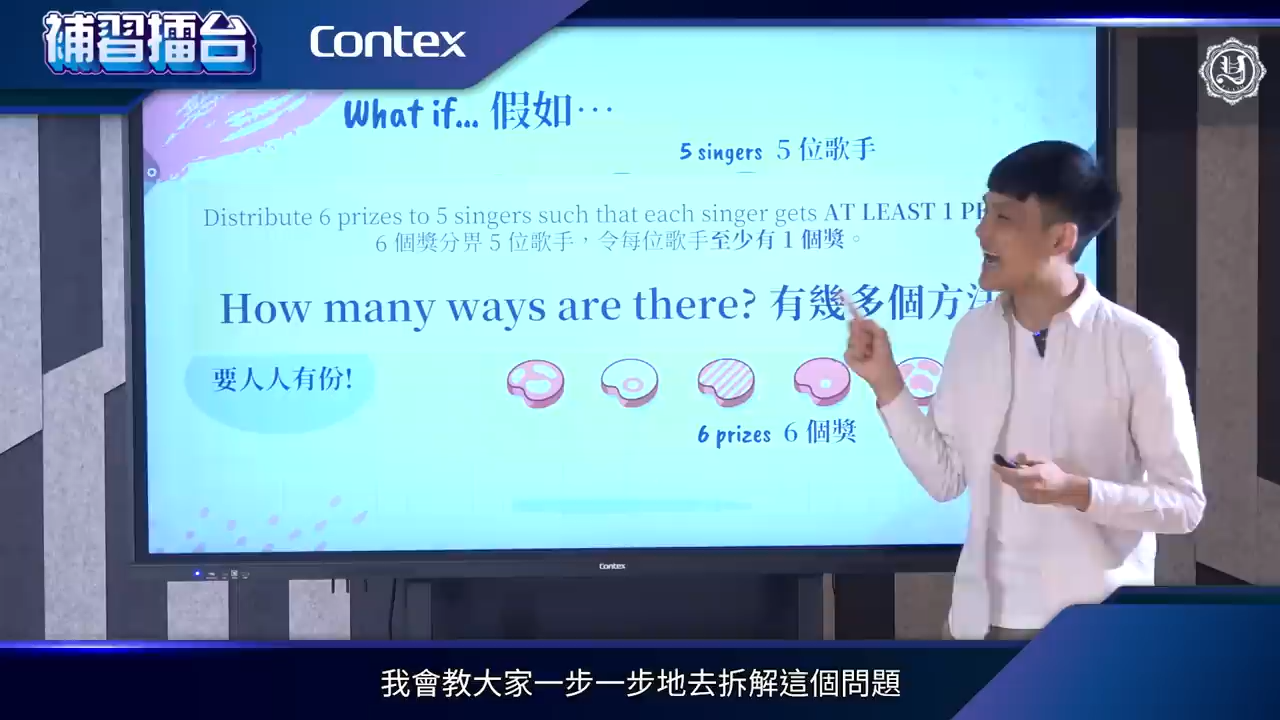 補習擂台
Contex
What if... 假如…
5 singers 5 位歌手
Distribute 6 prizes to 5 singers such that each singer gets AT LEAST 1
6 個獎分畀 5 位歌手，令每位歌手至少有 1 個獎。
How many ways are there? 有幾多個方法
要人人有份!
6 prizes 6 個獎
Contex
我會教大家一步一步地去拆解這個問題